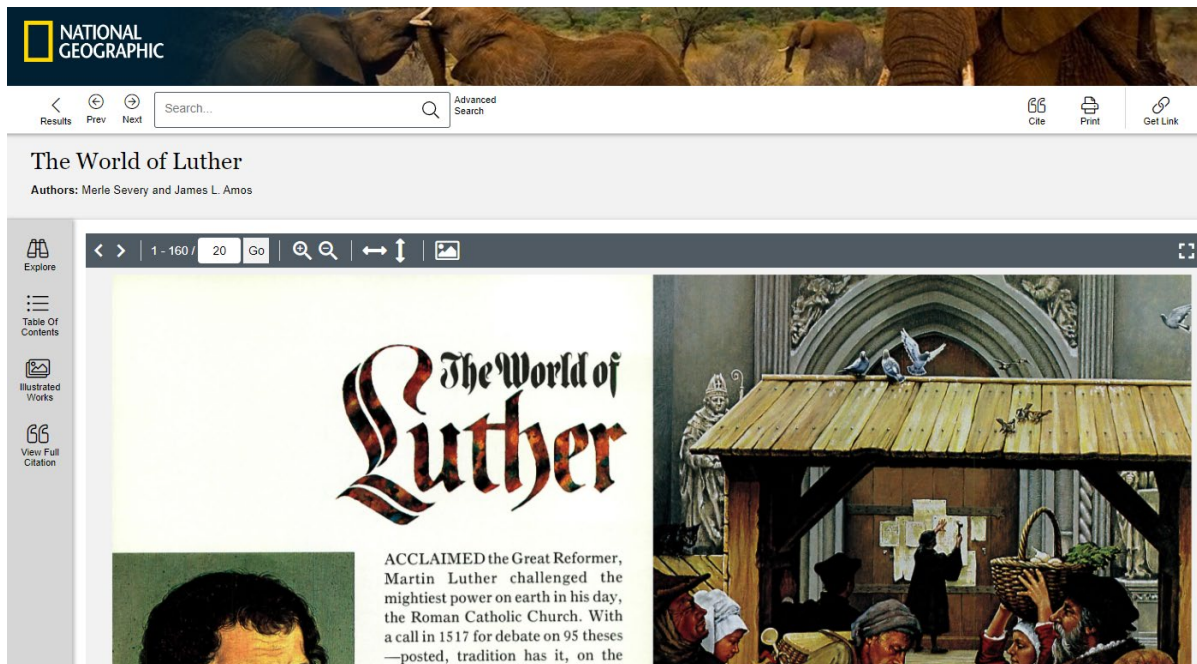 NATIONAL
GEOGRAPHIC
Results
Prev
Next
Search...
Advanced
Search
Cite
Print
Get Link
The World of Luther
Authors: Merle Severy and James L. Amos
Explore
Table Of
Contents
Illustrated
Works
View Full
Citation
1 - 160 / 20 Go
The World of
Luther
ACCLAIMED the Great Reformer,
Martin Luther challenged the
mightiest power on earth in his day,
the Roman Catholic Church. With
a call in 1517 for debate on 95 theses
—posted, tradition has it, on the